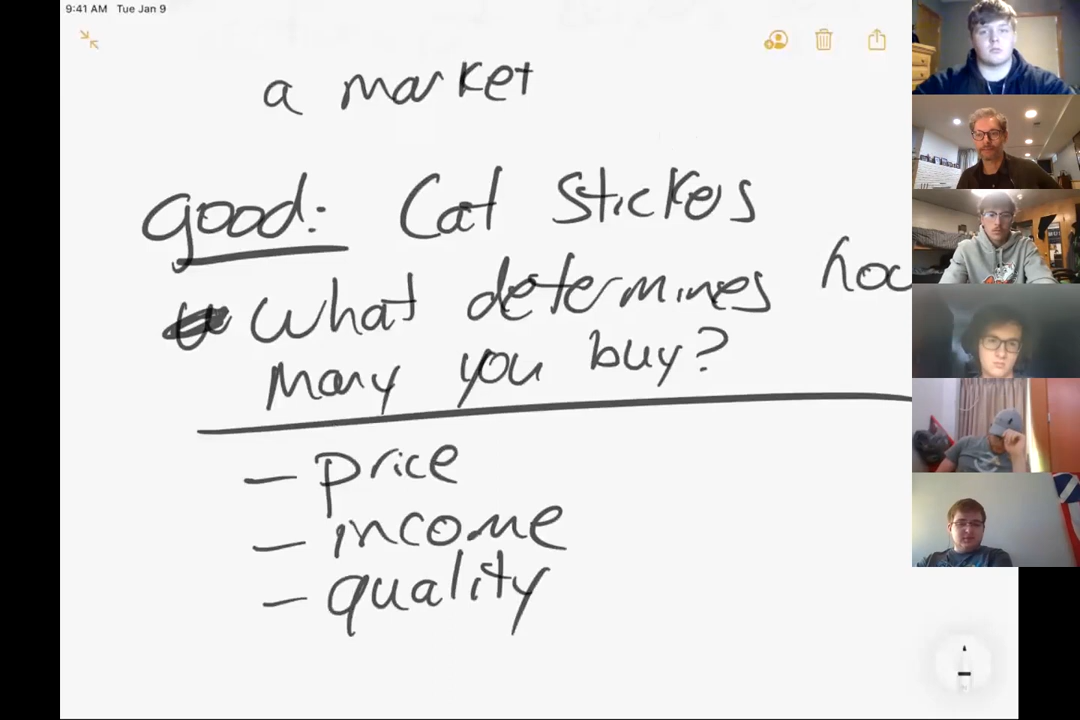 9:41 AM Tue Jan 9
a market
good: Cat Stickers
What determines how
many you buy?
- price
- income
- quality